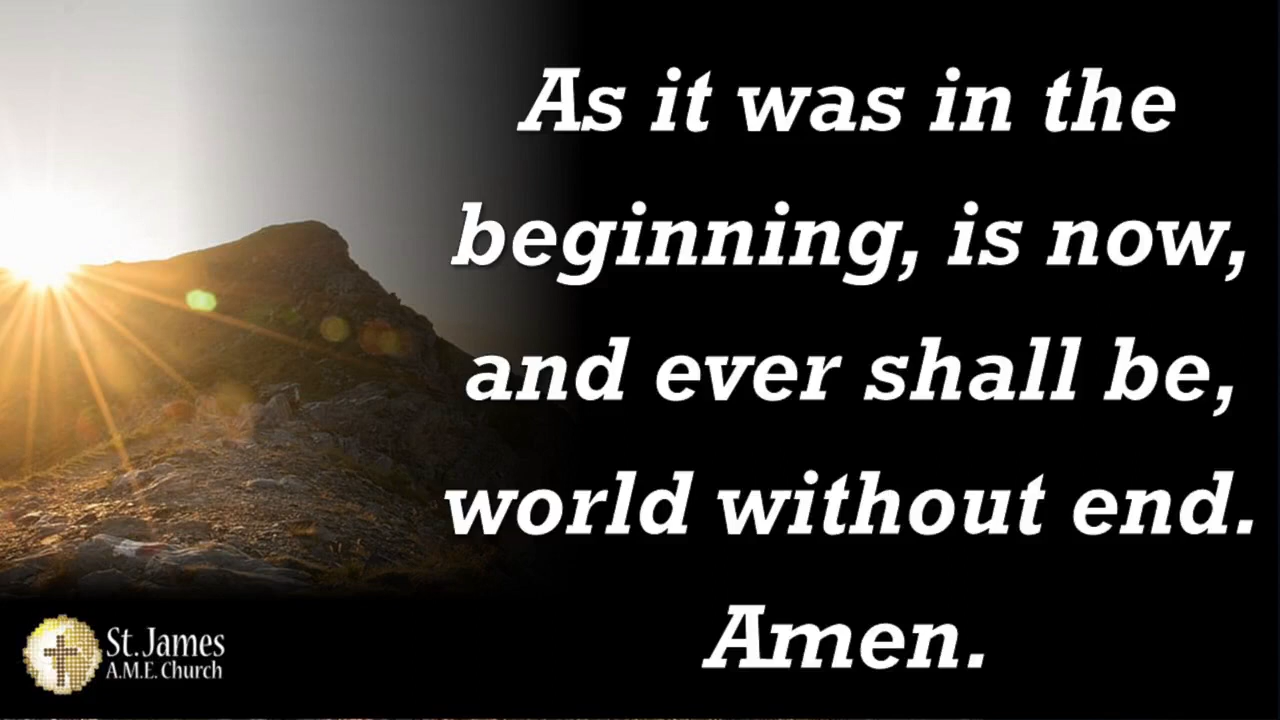 As it was in the
beginning, is now,
and ever shall be,
world without end.
Amen.
St. James
A.M.E. Church